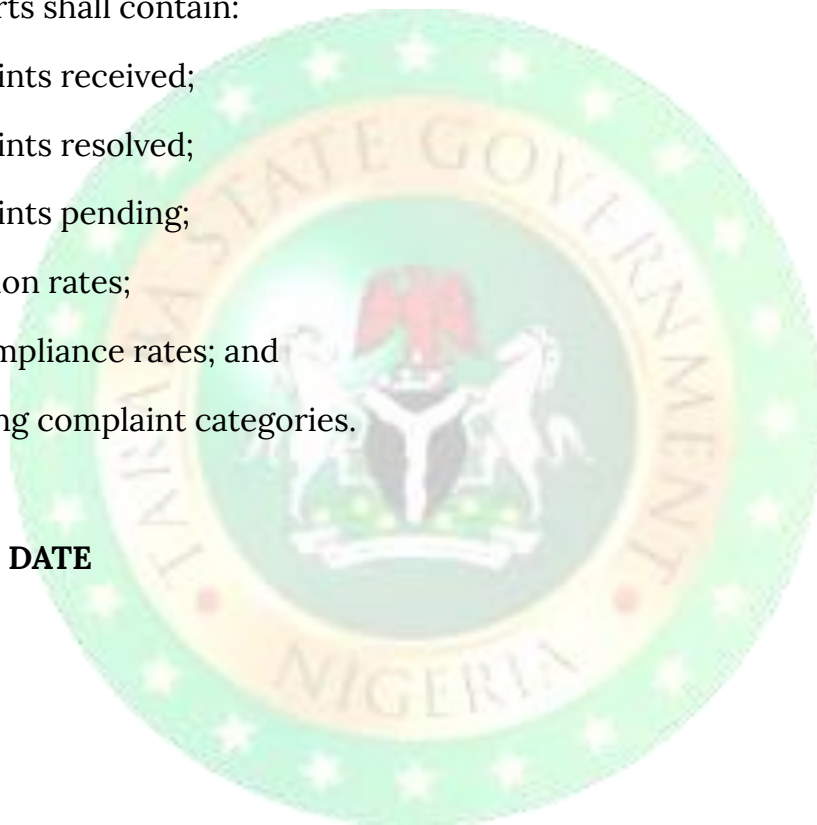 rts shall contain:
ints received;
ints resolved;
ints pending;
on rates;
mpliance rates; and
ng complaint categories.
DATE
TARABA STATE GOVERNMENT
NIGERIA